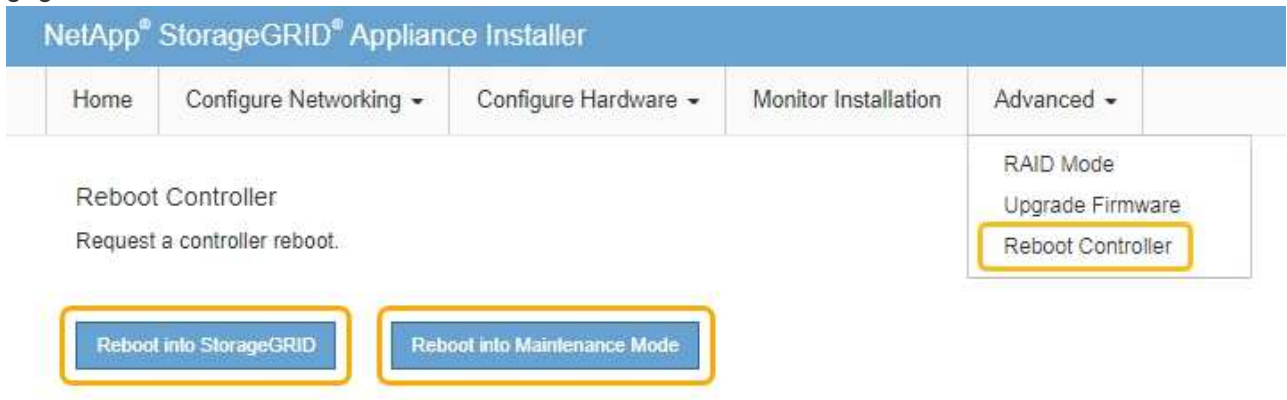 NetApp® StorageGRID® Appliance Installer
Home Configure Networking Configure Hardware Monitor Installation Advanced
RAID Mode
Upgrade Firmware
Reboot Controller
Reboot Controller
Request a controller reboot.
Reboot into StorageGRID Reboot into Maintenance Mode